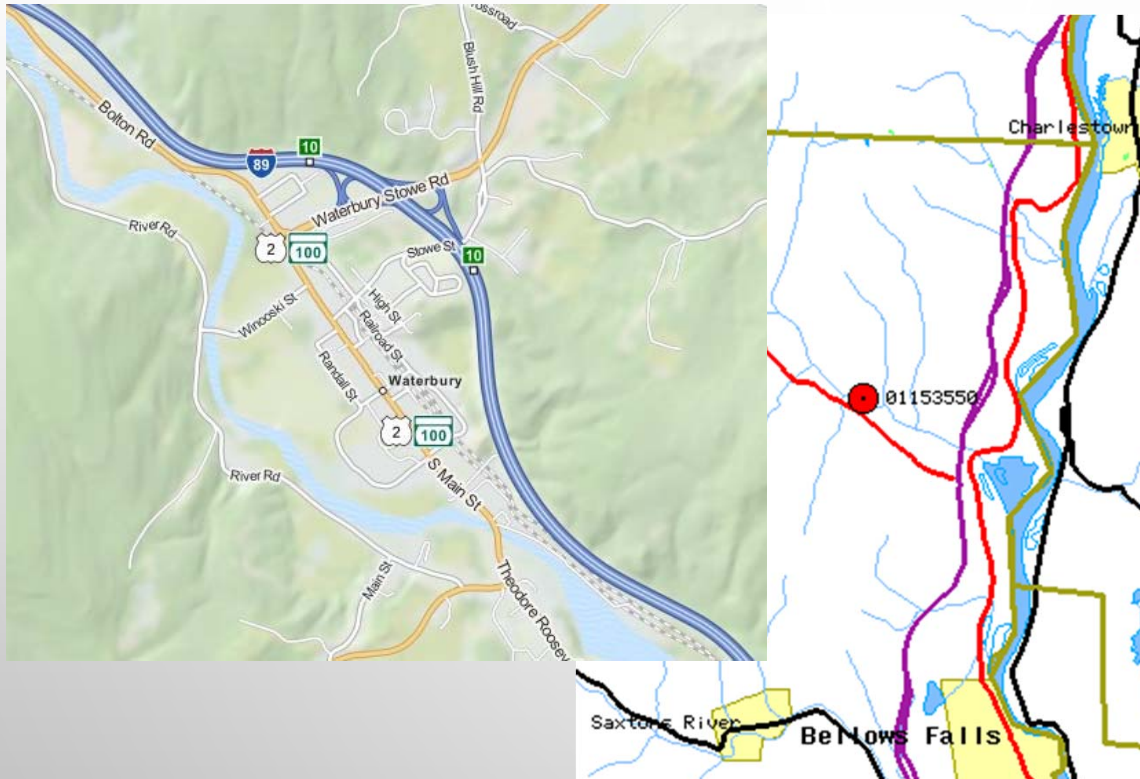 ossroad
Blush Hill Rd
Bolton Rd
10
89
Waterbury Stowe Rd
River Rd
2
100
Stowe St
10
High St
Winooski St
Railroad St
Randall St
Waterbury
2
100
River Rd
S Main St
Main St
Theodore Roosev
Charlestown
01153550
Saxtons River
Bellows Falls